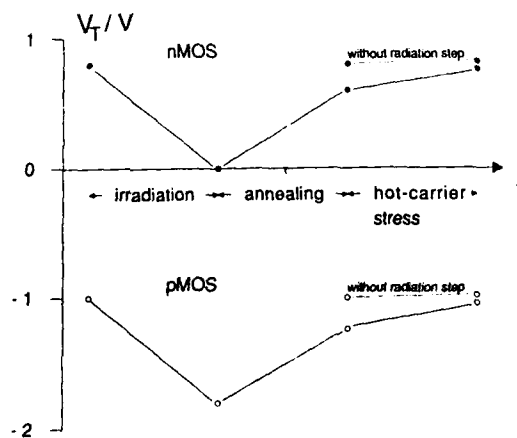 V_T / V
1
nMOS
without radiation step
0
irradiation
annealing
hot-carrier
stress
-1
pMOS
without radiation step
-2